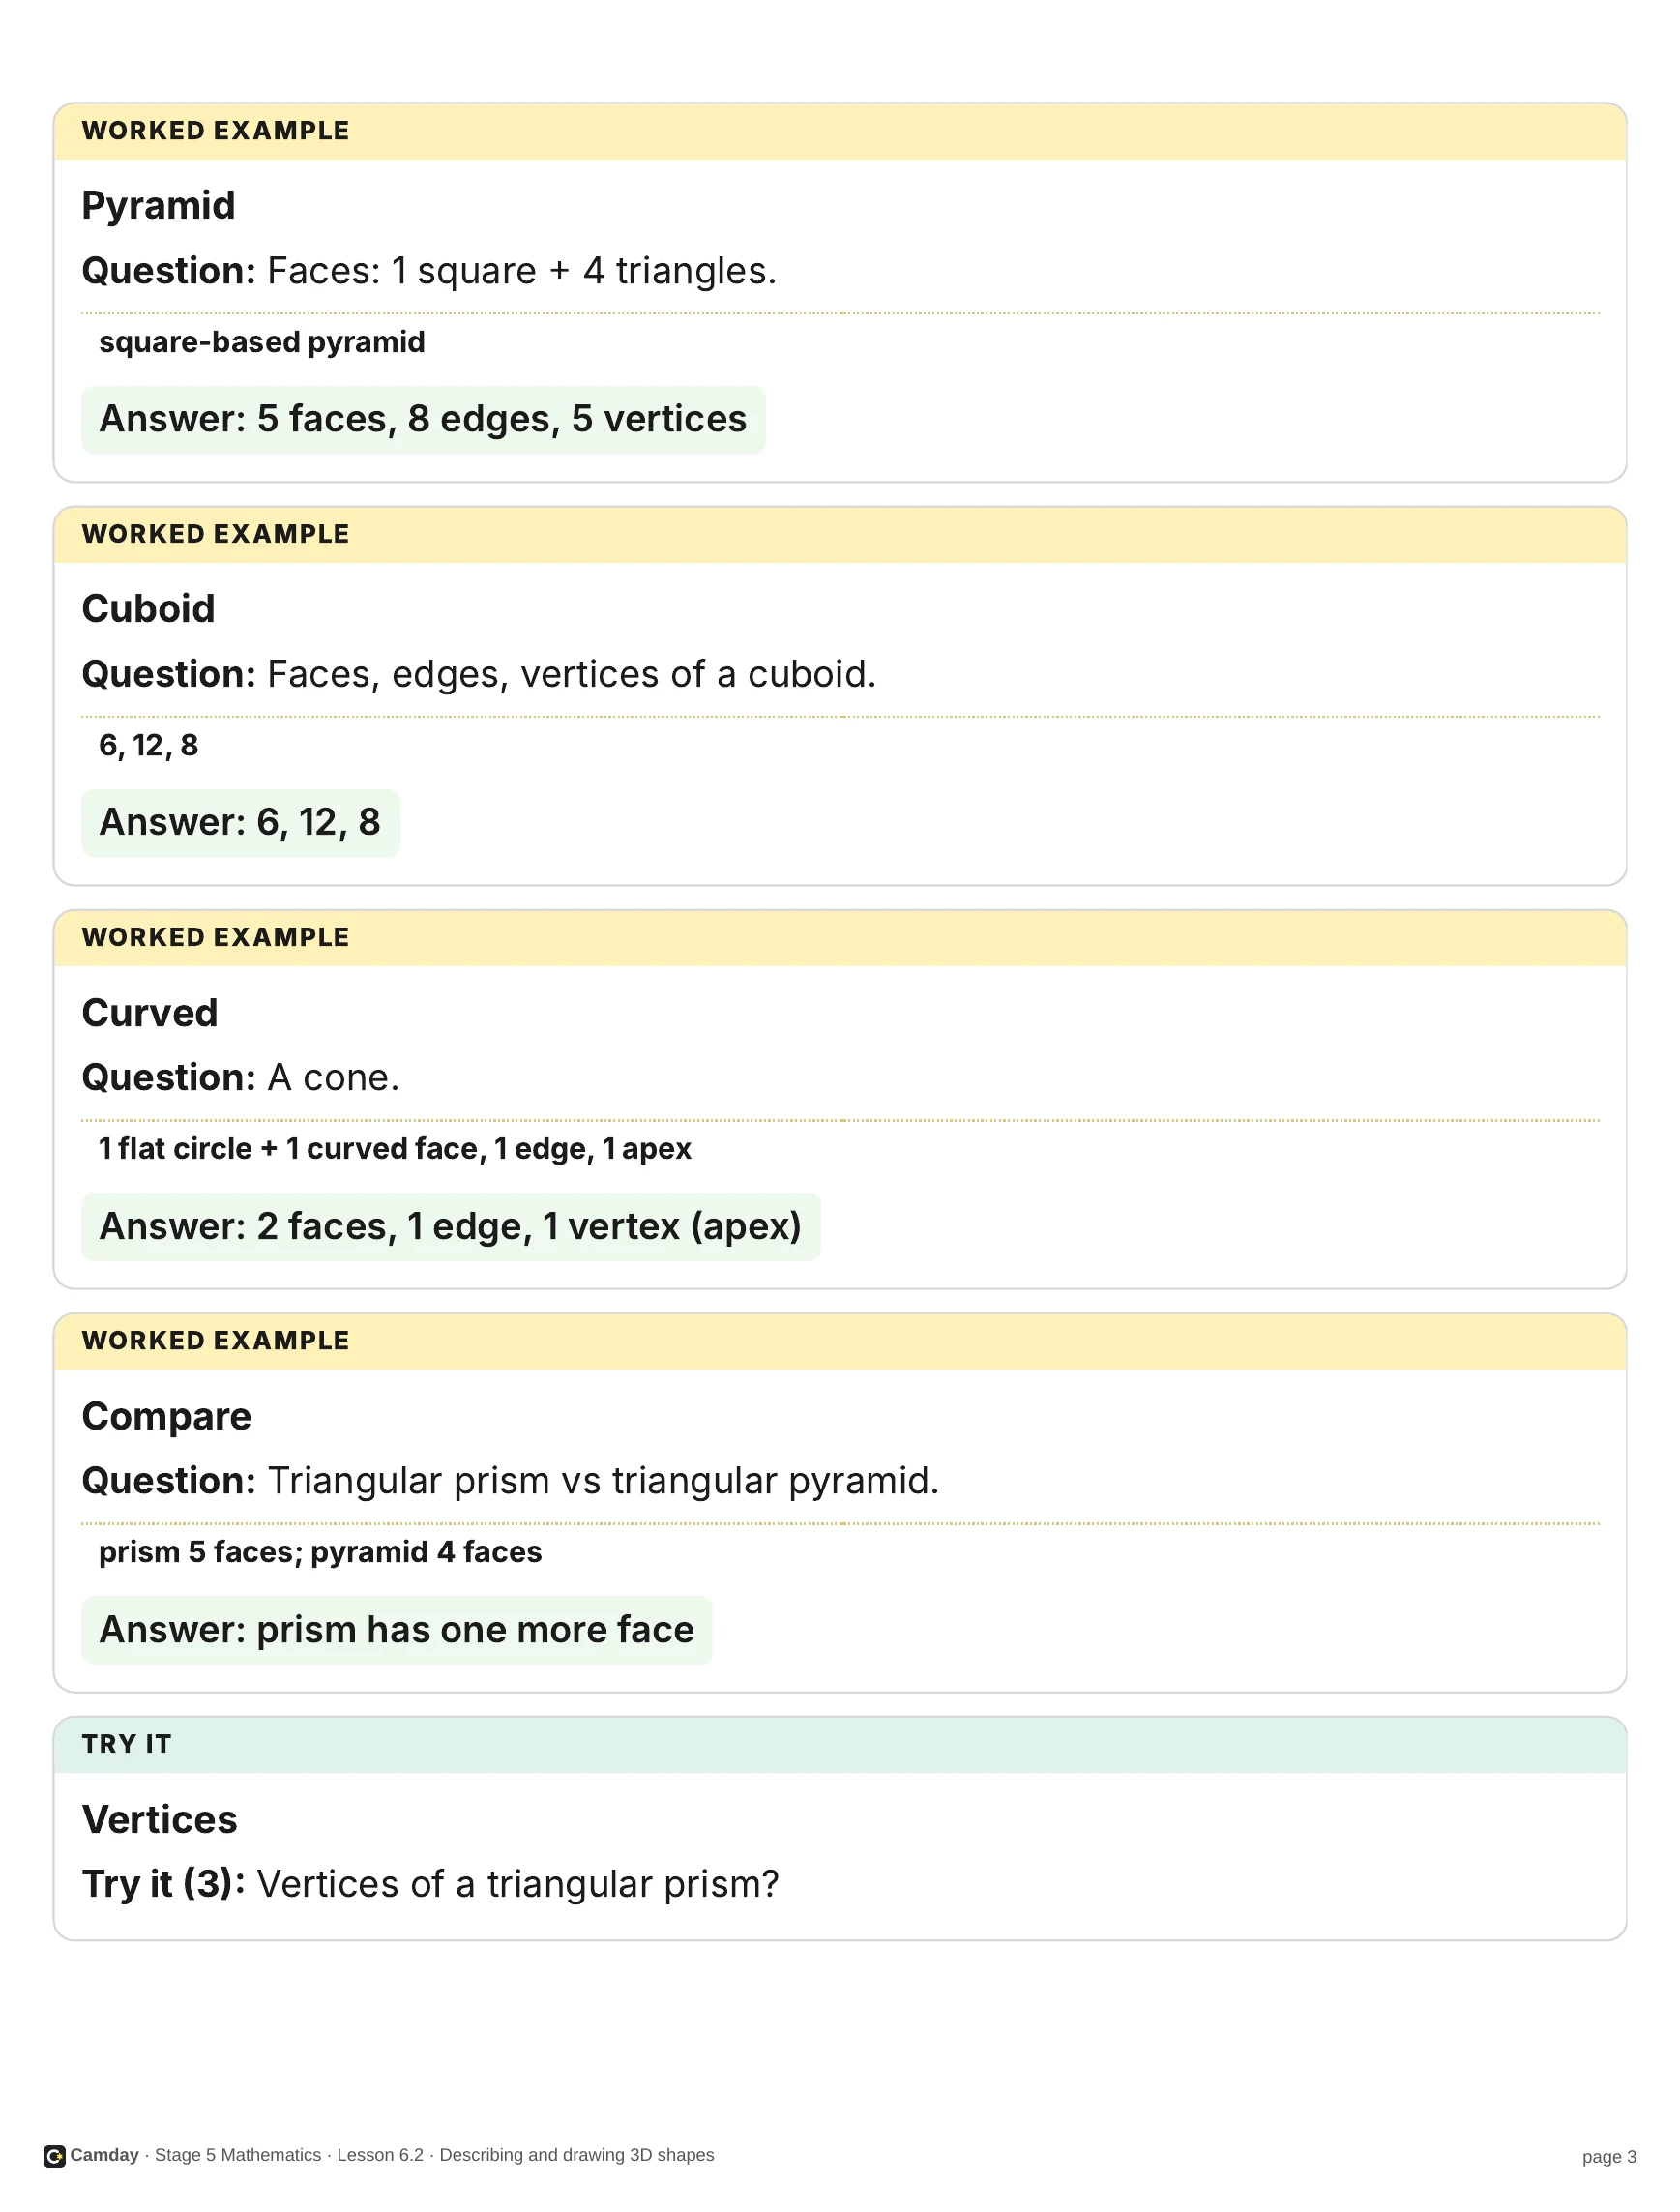 WORKED EXAMPLE
Pyramid
Question: Faces: 1 square + 4 triangles.
square-based pyramid
Answer: 5 faces, 8 edges, 5 vertices
WORKED EXAMPLE
Cuboid
Question: Faces, edges, vertices of a cuboid.
6, 12, 8
Answer: 6, 12, 8
WORKED EXAMPLE
Curved
Question: A cone.
1 flat circle + 1 curved face, 1 edge, 1 apex
Answer: 2 faces, 1 edge, 1 vertex (apex)
WORKED EXAMPLE
Compare
Question: Triangular prism vs triangular pyramid.
prism 5 faces; pyramid 4 faces
Answer: prism has one more face
TRY IT
Vertices
Try it (3): Vertices of a triangular prism?
Camday · Stage 5 Mathematics · Lesson 6.2 · Describing and drawing 3D shapes
page 3